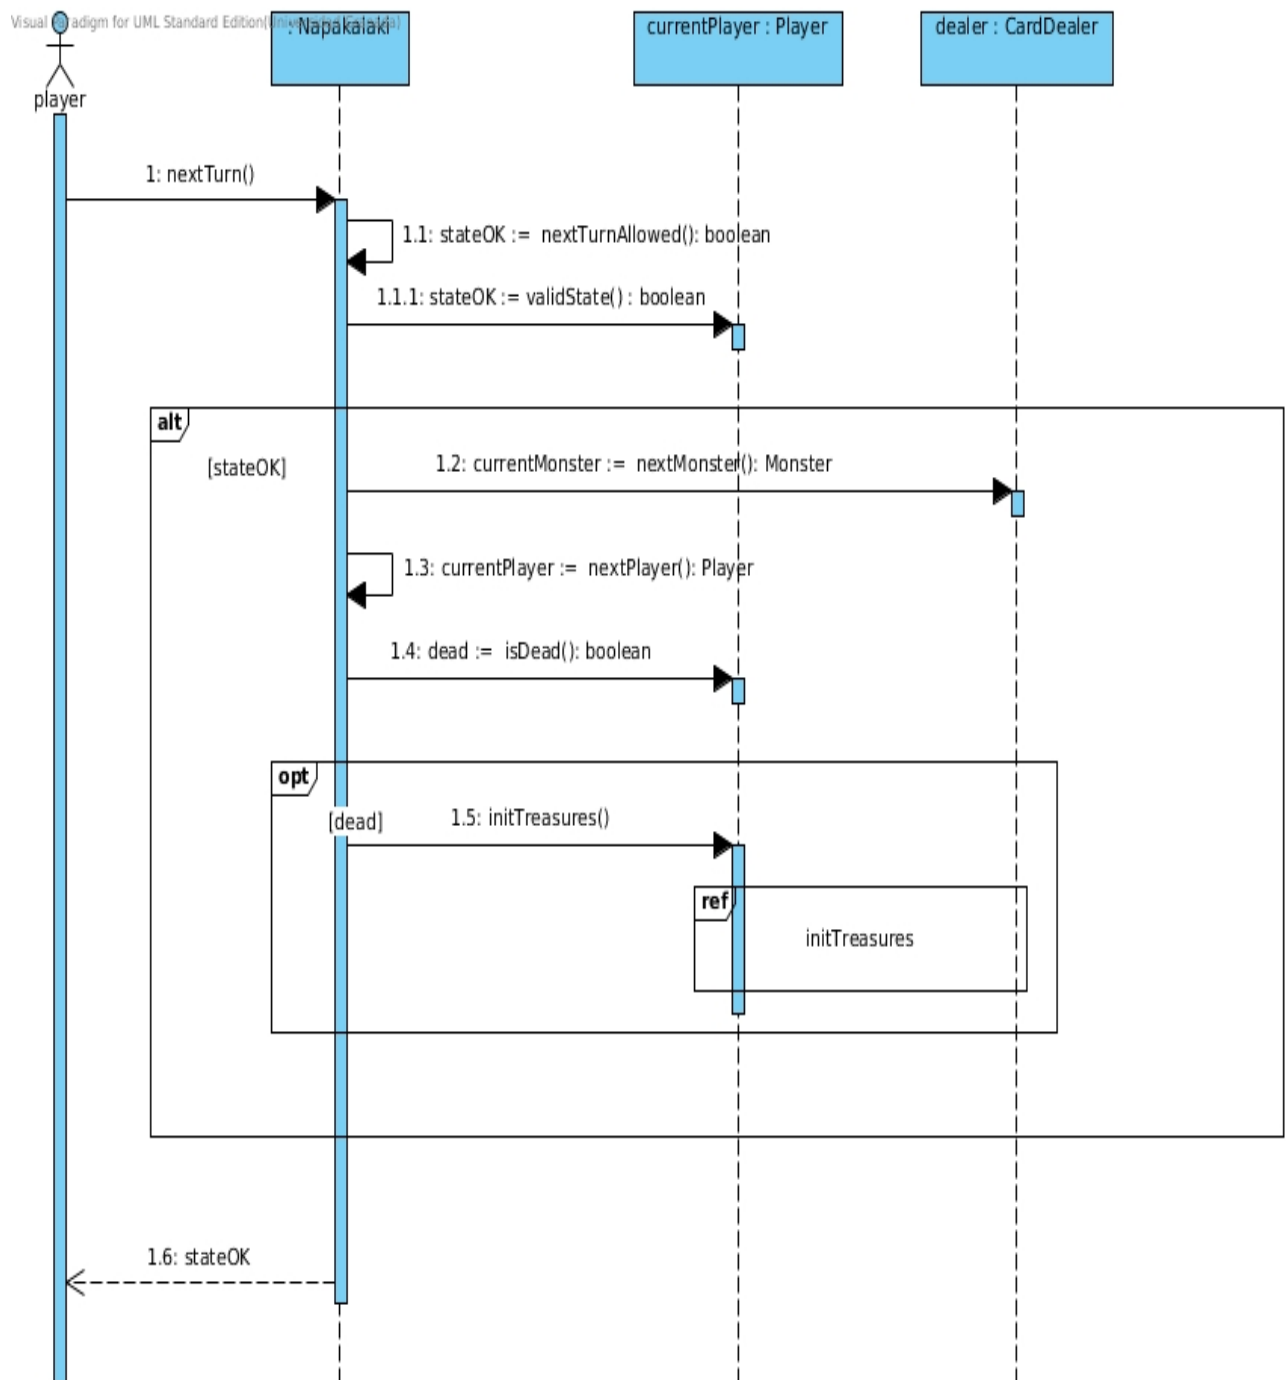 Visual Paradigm for UML Standard Edition(Universidad Granada)
: Napakalaki
currentPlayer : Player
dealer : CardDealer
player
1: nextTurn()
1.1: stateOK := nextTurnAllowed(): boolean
1.1.1: stateOK := validState() : boolean
alt
[stateOK]
1.2: currentMonster := nextMonster(): Monster
1.3: currentPlayer := nextPlayer(): Player
1.4: dead := isDead(): boolean
opt
[dead]
1.5: initTreasures()
ref
initTreasures
1.6: stateOK